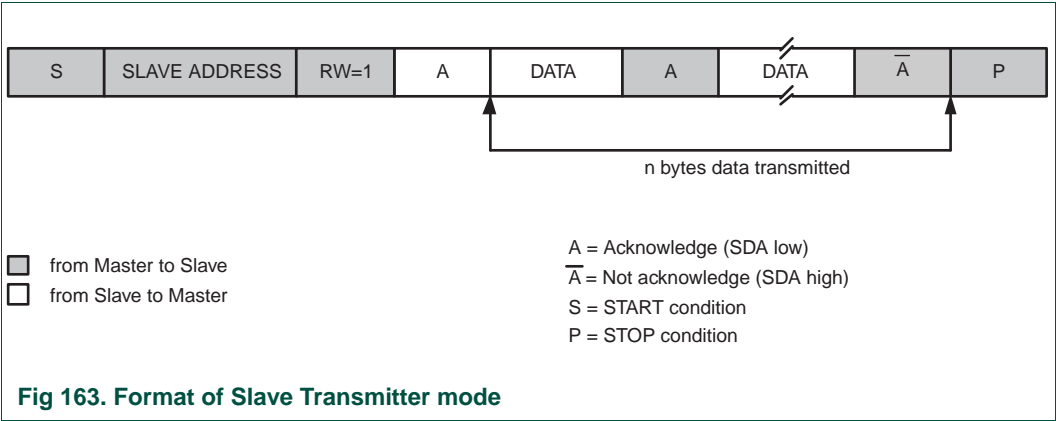 S SLAVE ADDRESS RW=1 A DATA A DATA A̅ P
n bytes data transmitted
from Master to Slave
from Slave to Master
A = Acknowledge (SDA low)
A̅ = Not acknowledge (SDA high)
S = START condition
P = STOP condition
Fig 163. Format of Slave Transmitter mode